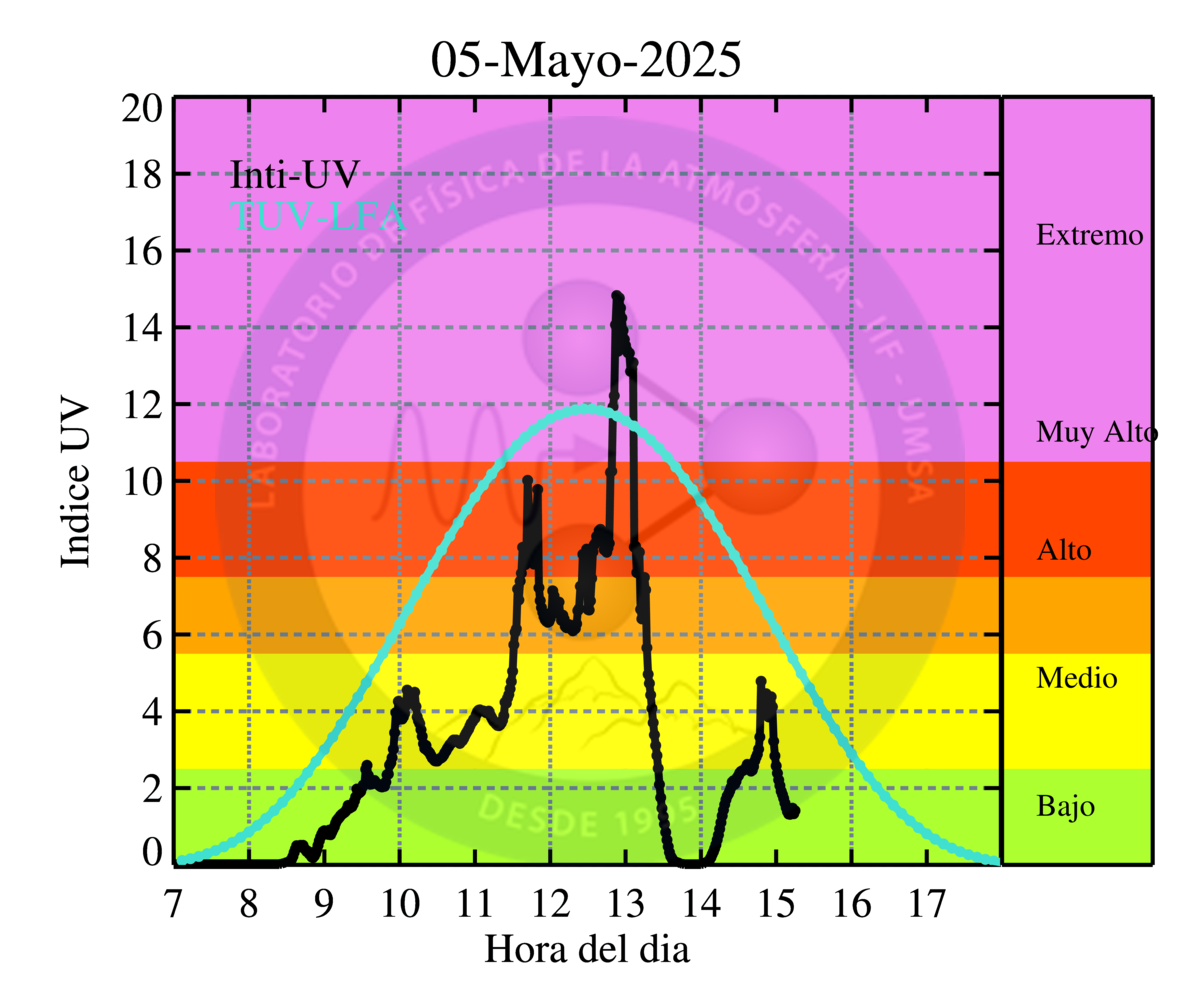 05-Mayo-2025
Indice UV
20
18
16
14
12
10
8
6
4
2
0
Inti-UV
TUV-LFA
LABORATORIO DE FÍSICA DE LA ATMÓSFERA - IIF - UMSA
DESDE 1995
Extremo
Muy Alto
Alto
Medio
Bajo
7 8 9 10 11 12 13 14 15 16 17
Hora del dia